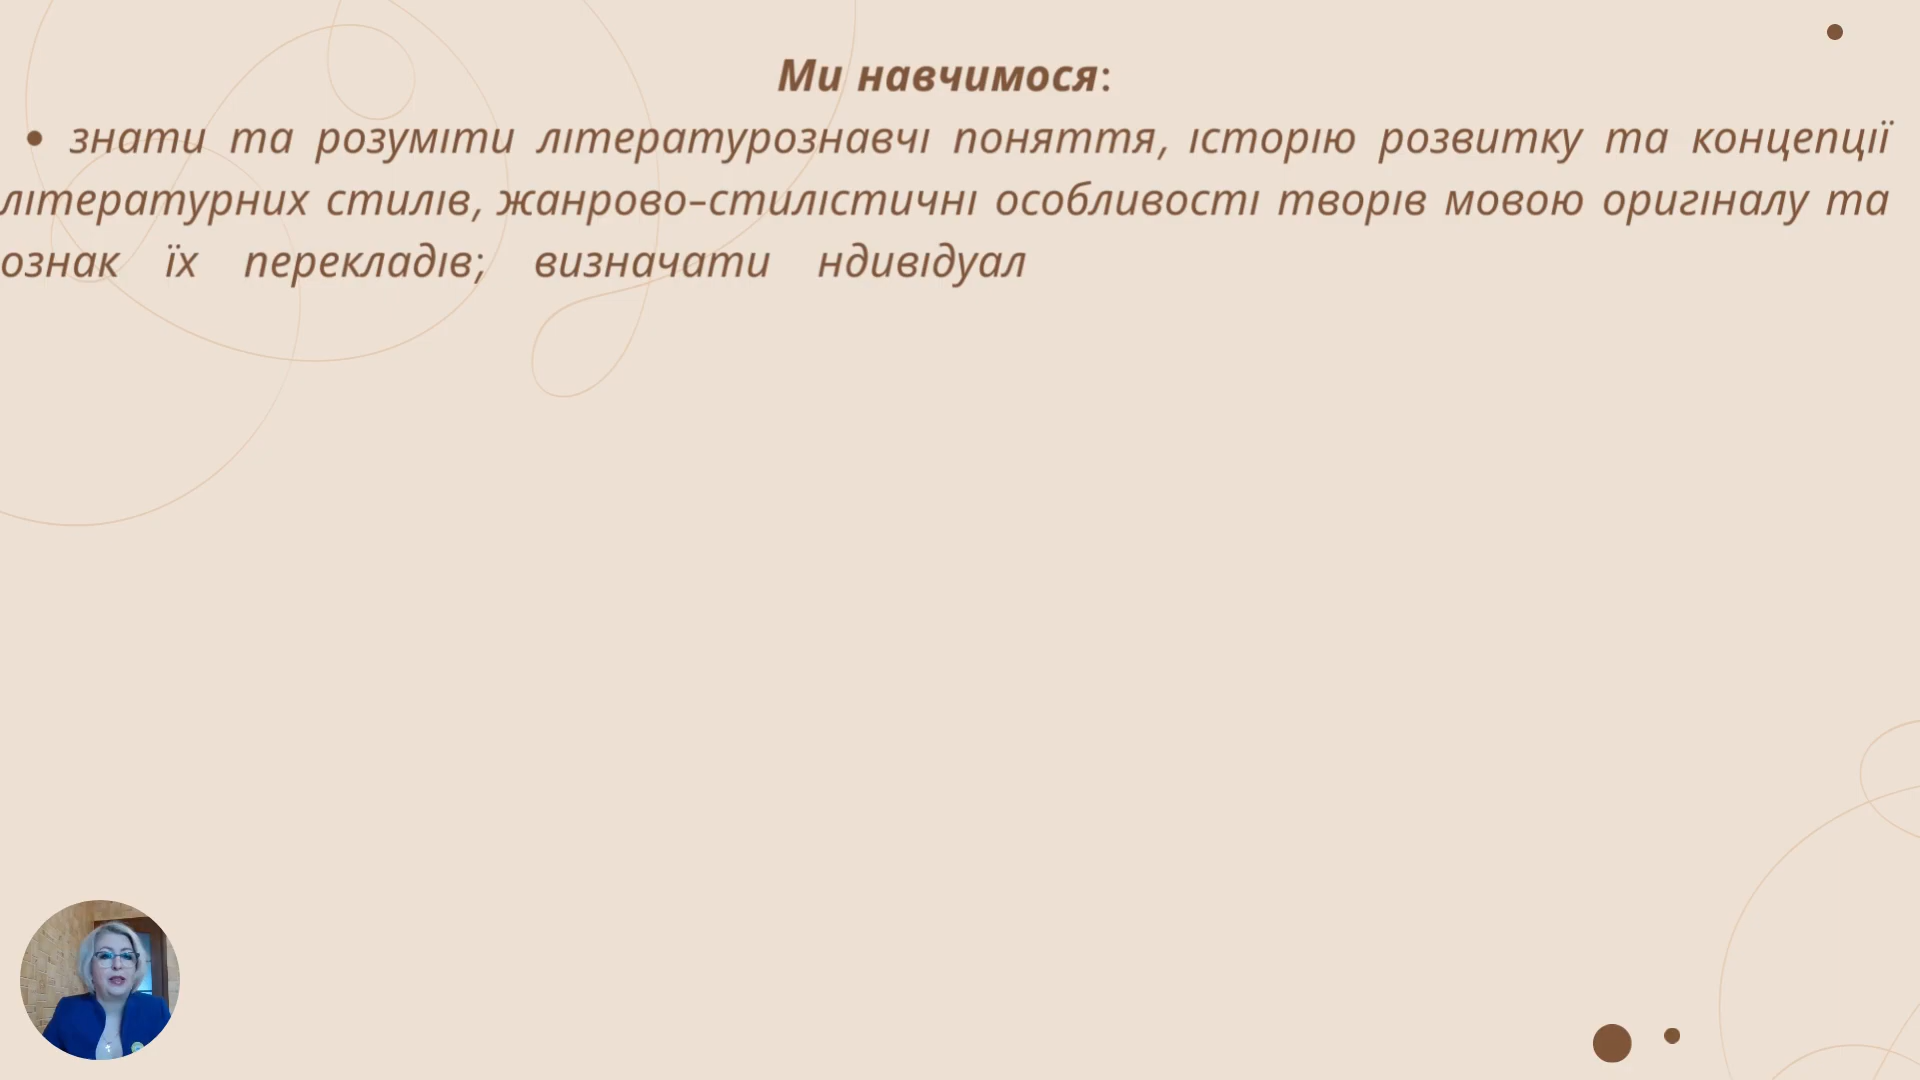 Ми навчимося:
• знати та розуміти літературознавчі поняття, історію розвитку та концепції
літературних стилів, жанрово–стилістичні особливості творів мовою оригіналу та
ознак їх перекладів; визначати ндивідуал